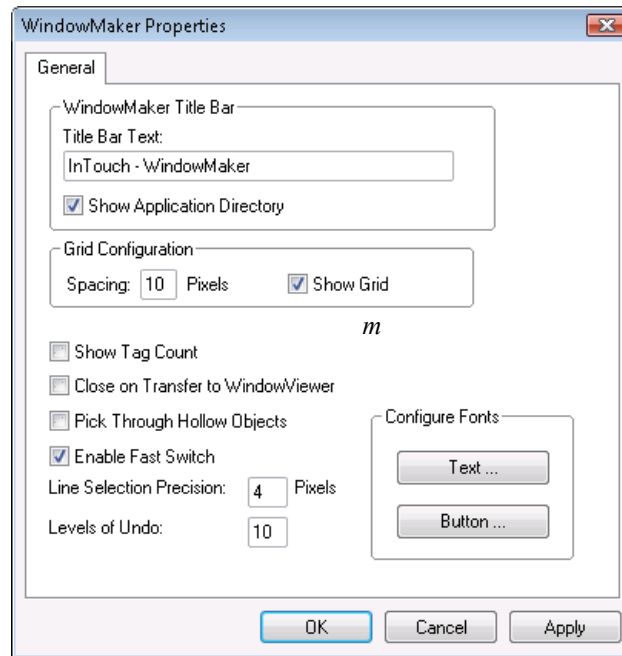 WindowMaker Properties
General
WindowMaker Title Bar
Title Bar Text:
InTouch - WindowMaker
Show Application Directory
Grid Configuration
Spacing: 10 Pixels Show Grid
m
Show Tag Count
Close on Transfer to WindowViewer
Pick Through Hollow Objects
Configure Fonts
Enable Fast Switch
Text ...
Line Selection Precision: 4 Pixels
Button ...
Levels of Undo: 10
OK Cancel Apply